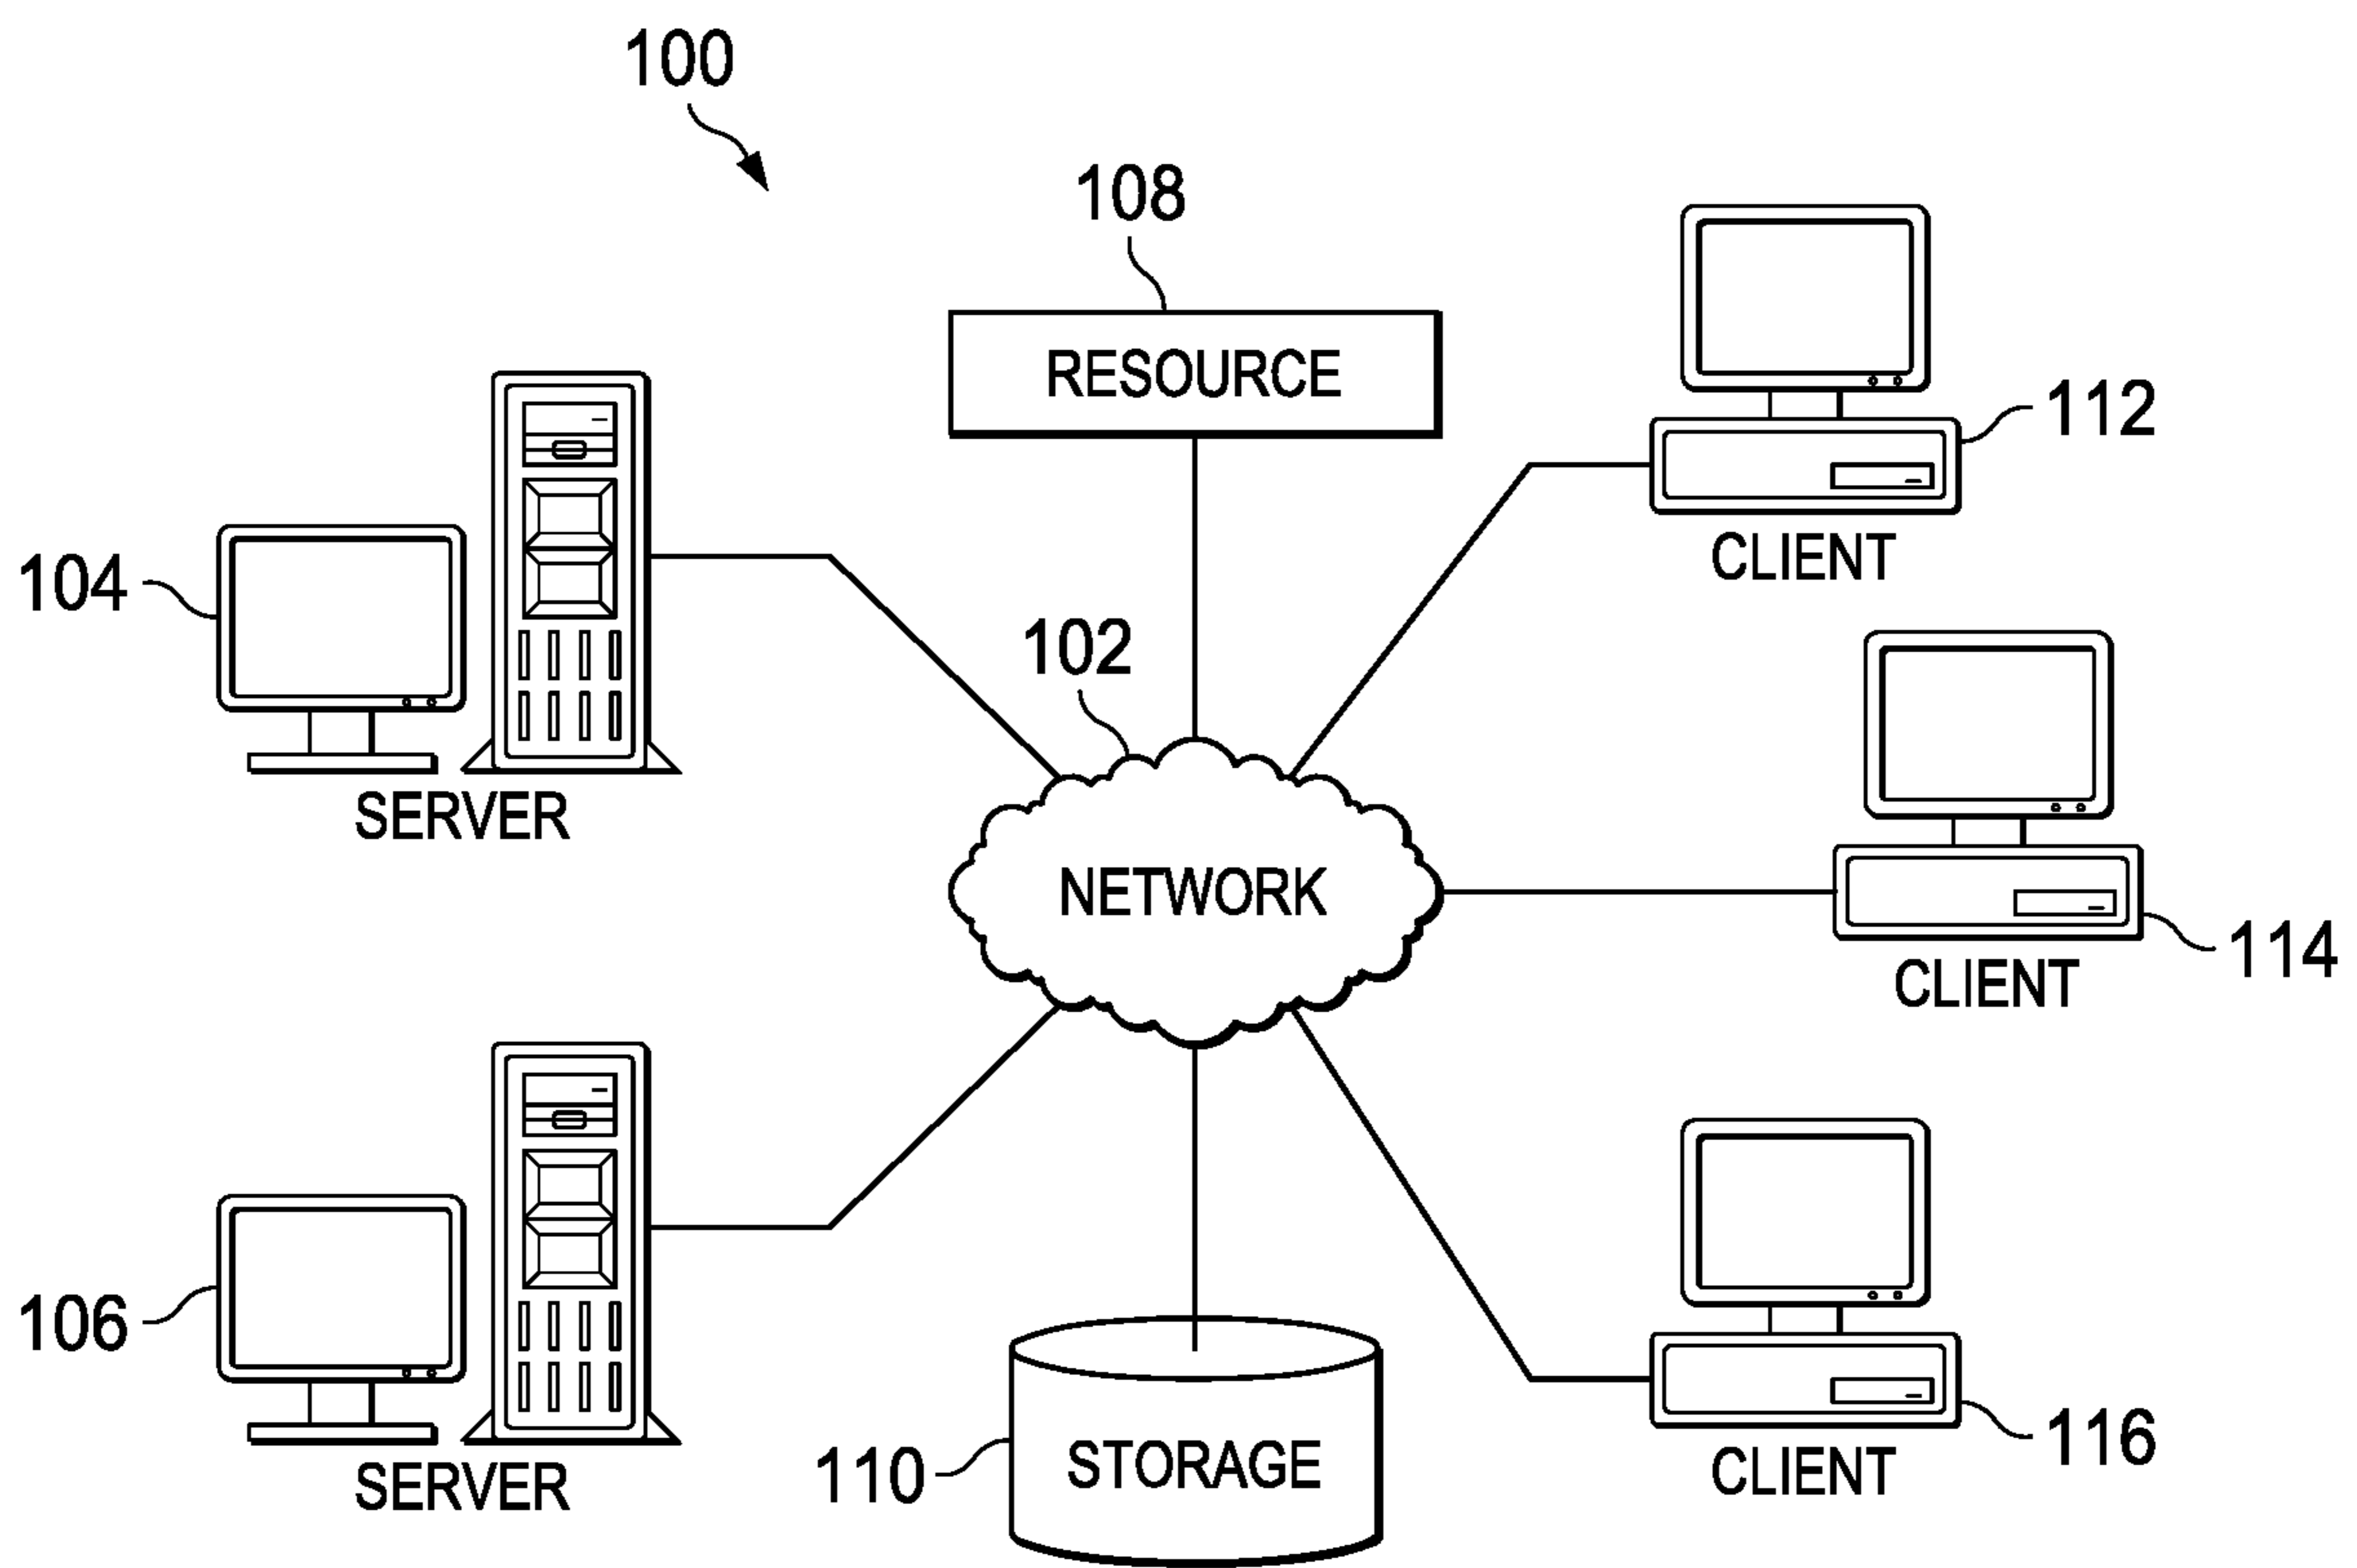 100
108
RESOURCE
112
CLIENT
104
SERVER
102
NETWORK
114
CLIENT
106
SERVER
110
STORAGE
116
CLIENT